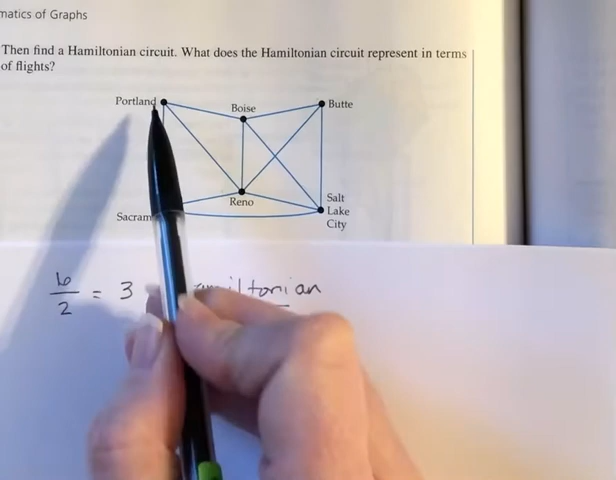 matics of Graphs
Then find a Hamiltonian circuit. What does the Hamiltonian circuit represent in terms
of flights?
Portland
Boise
Butte
Reno
Salt
Lake
City
Sacram
6/2 = 3
miltonian